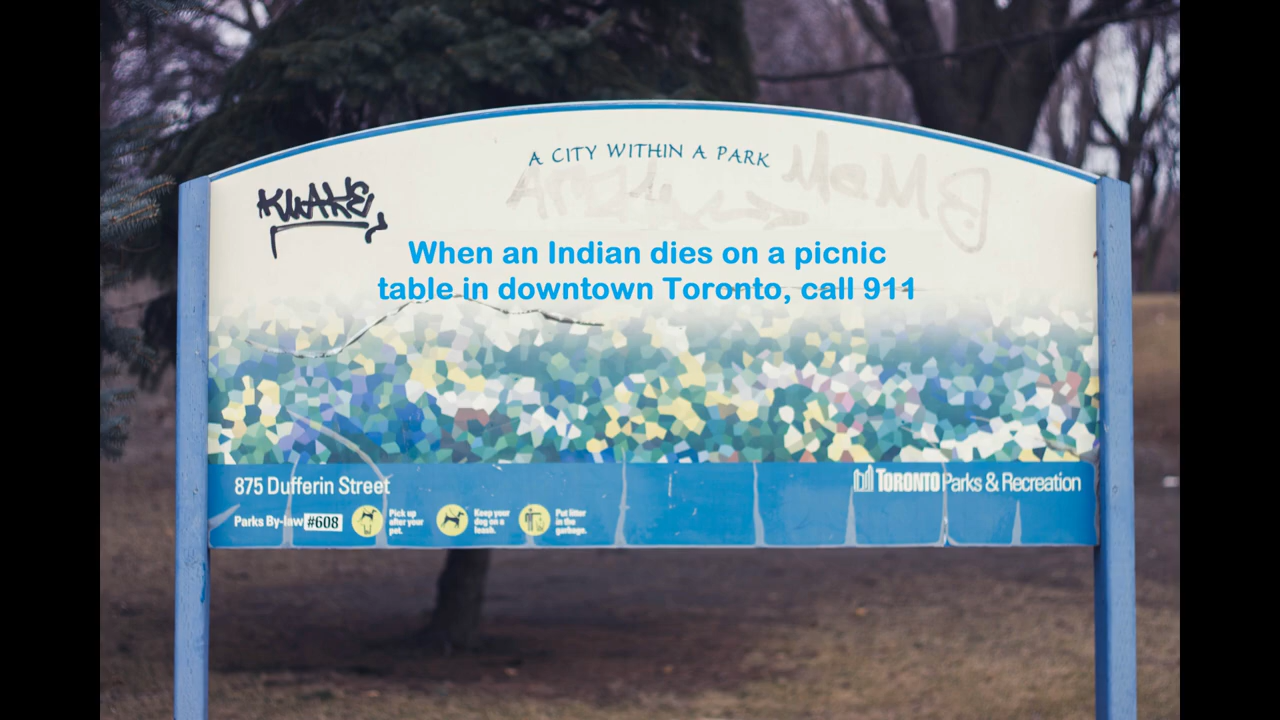 A CITY WITHIN A PARK
KWAKE
When an Indian dies on a picnic
table in downtown Toronto, call 911
875 Dufferin Street
TORONTO Parks & Recreation
Parks By-law #608
Pick up
after your
pet.
Keep your
dog on a
leash.
Put litter
in the
garbage.